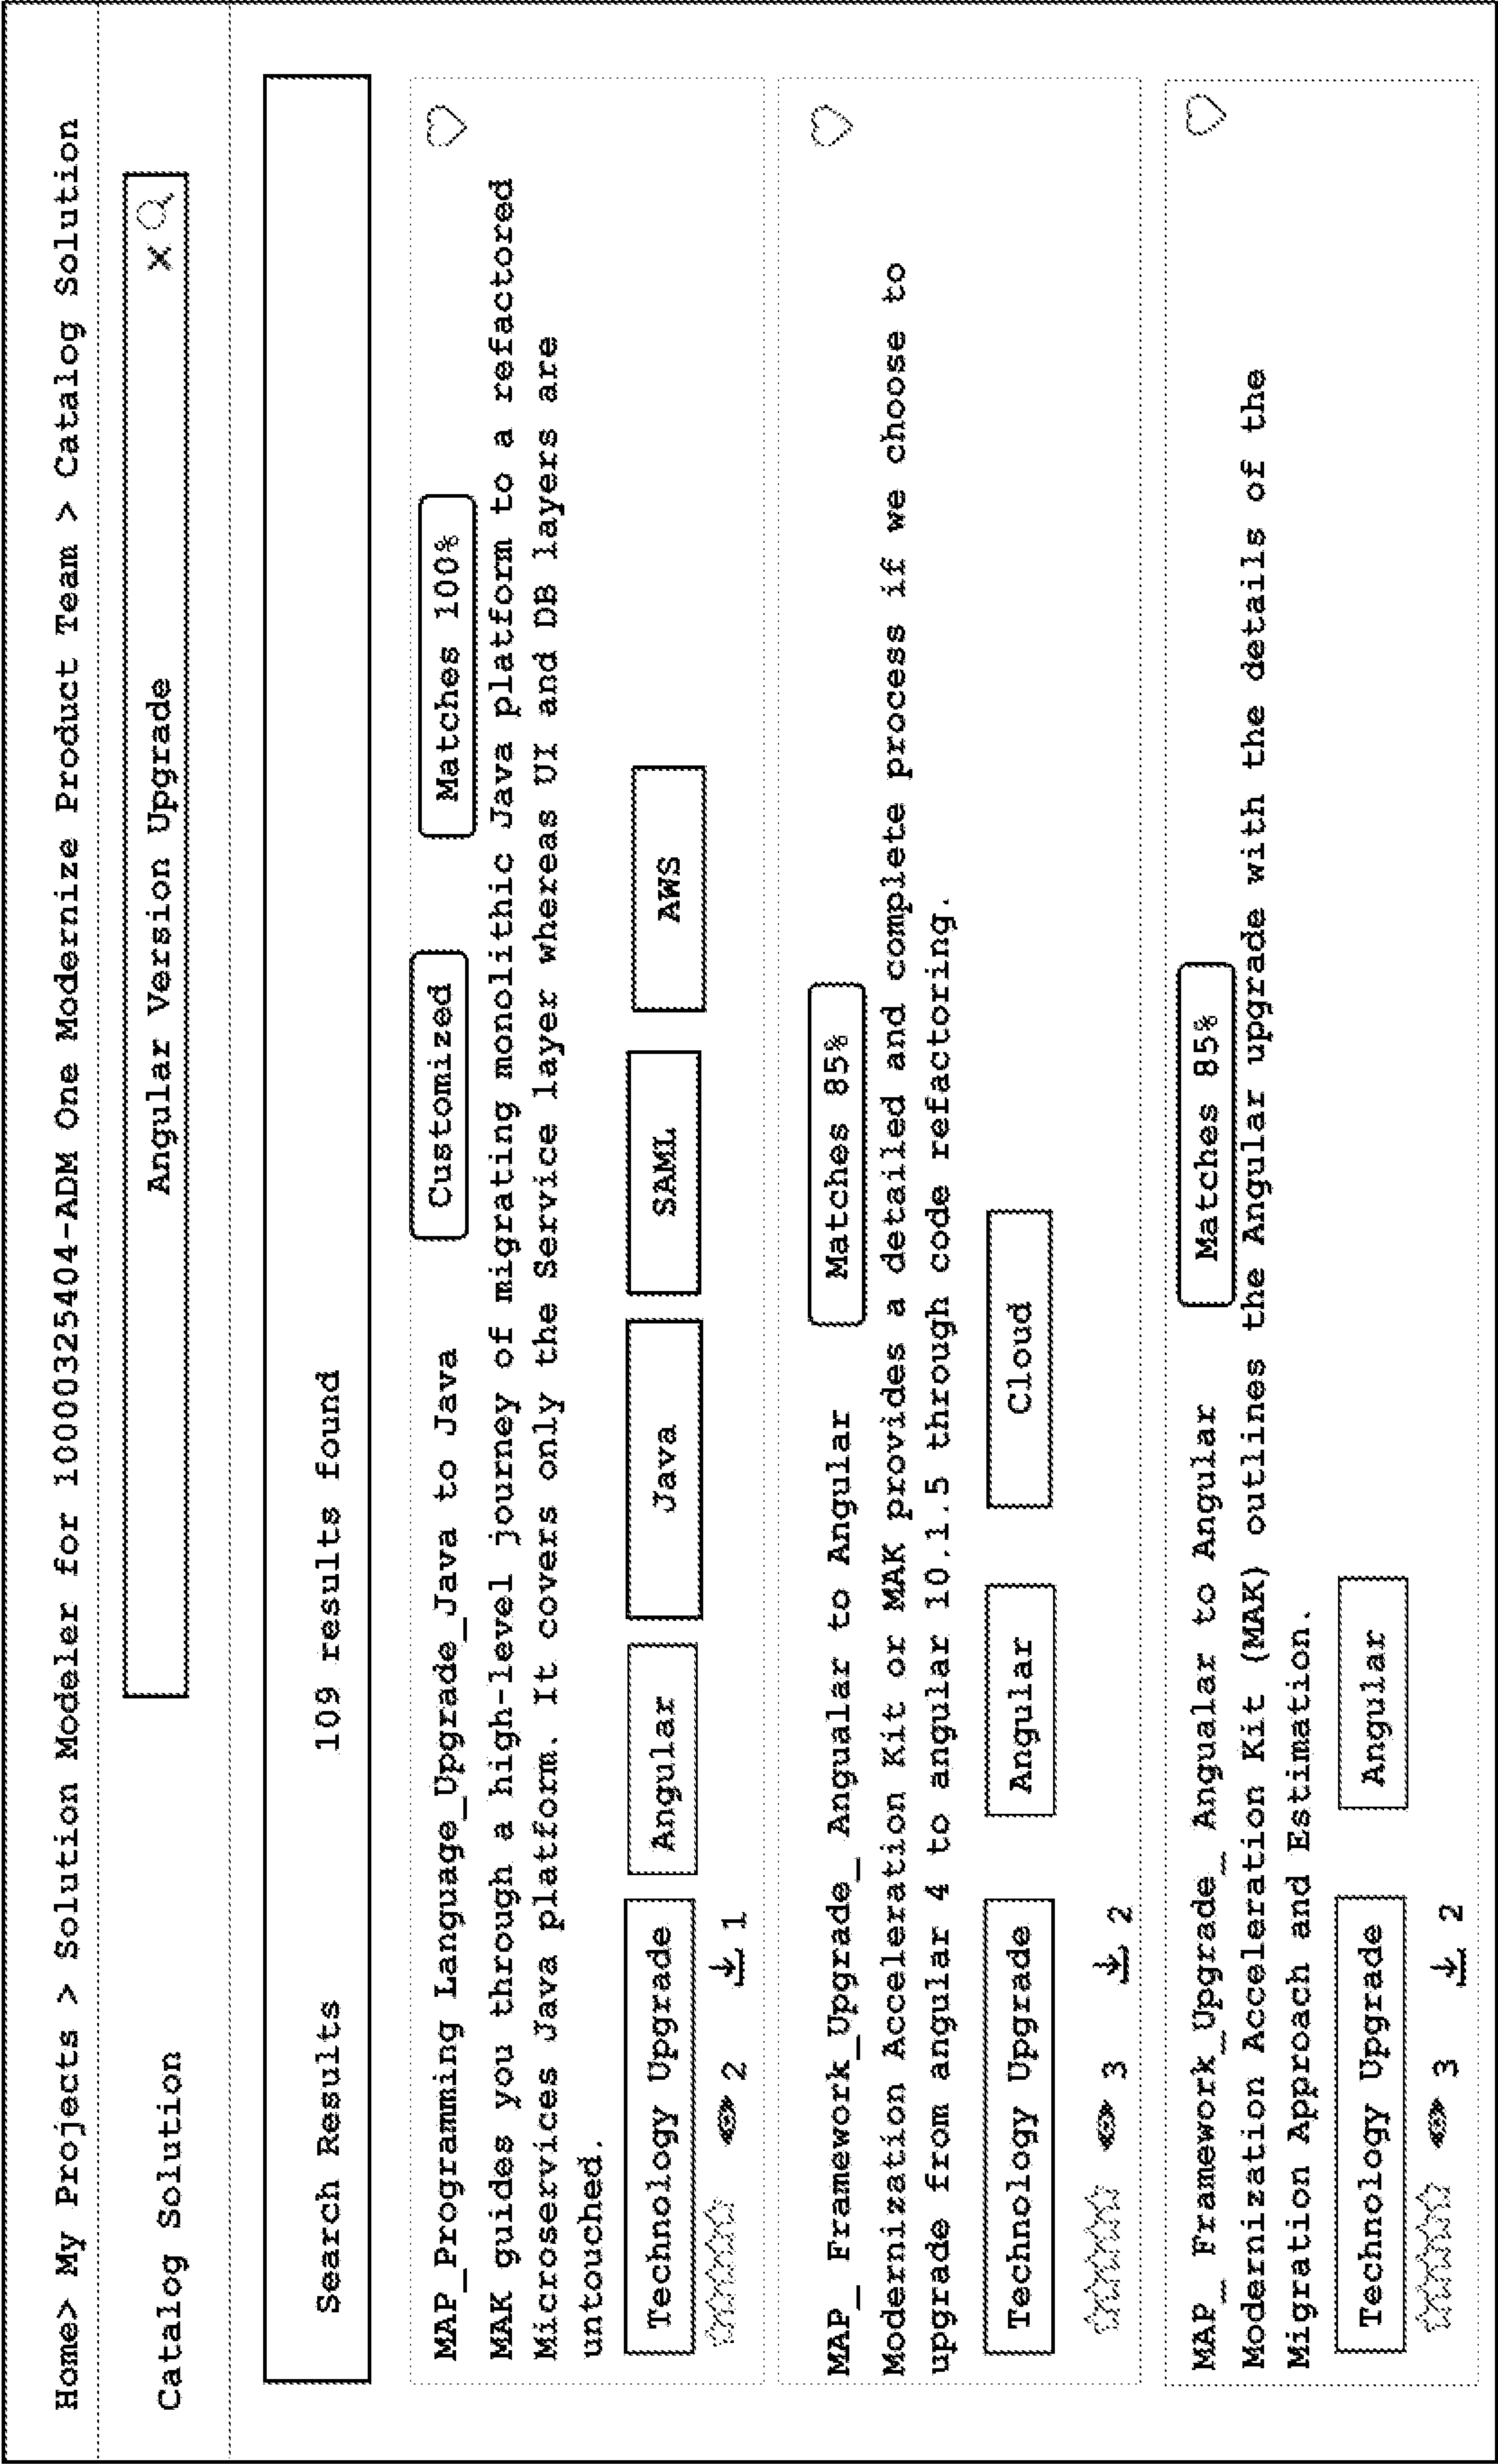 Home> My Projects > Solution Modeler for 1000032​5404-ADM One Modernize Product Team > Catalog Solution
Catalog Solution
Angular Version Upgrade X
Search Results 109 results found
MAP_Programming Language_Upgrade_Java to Java Customized Matches 100%
MAK guides you through a high-level journey of migrating monolithic Java platform to a refactored
Microservices Java platform. It covers only the Service layer whereas UI and DB layers are
untouched.
Technology Upgrade Angular Java SAML AWS
2 1
MAP_ Framework_Upgrade_ Angualar to Angular Matches 85%
Modernization Acceleration Kit or MAK provides a detailed and complete process if we choose to
upgrade from angular 4 to angular 10.1.5 through code refactoring.
Technology Upgrade Angular Cloud
3 2
MAP_ Framework_Upgrade_ Angualar to Angular Matches 85%
Modernization Acceleration Kit (MAK) outlines the Angular upgrade with the details of the
Migration Approach and Estimation.
Technology Upgrade Angular
3 2